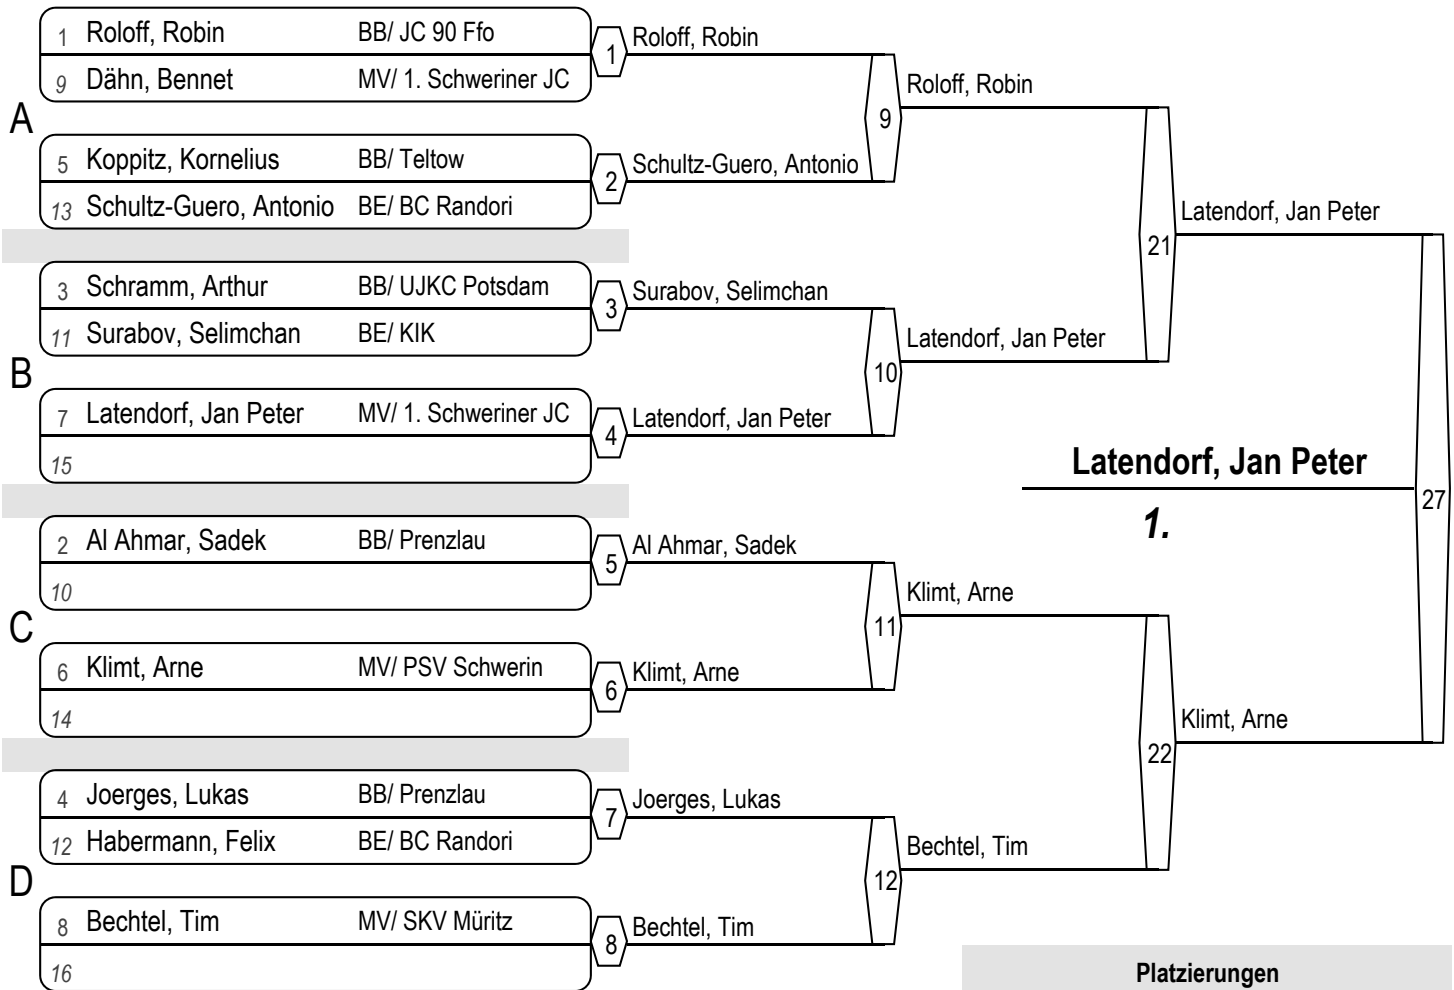 1 Roloff, Robin BB/ JC 90 Ffo
9 Dähn, Bennet MV/ 1. Schweriner JC
1 Roloff, Robin
A
5 Koppitz, Kornelius BB/ Teltow
13 Schultz-Guero, Antonio BE/ BC Randori
2 Schultz-Guero, Antonio
9 Roloff, Robin
3 Schramm, Arthur BB/ UJKC Potsdam
11 Surabov, Selimchan BE/ KIK
3 Surabov, Selimchan
B
7 Latendorf, Jan Peter MV/ 1. Schweriner JC
15
4 Latendorf, Jan Peter
10 Latendorf, Jan Peter
21 Latendorf, Jan Peter
2 Al Ahmar, Sadek BB/ Prenzlau
10
5 Al Ahmar, Sadek
C
6 Klimt, Arne MV/ PSV Schwerin
14
6 Klimt, Arne
11 Klimt, Arne
4 Joerges, Lukas BB/ Prenzlau
12 Habermann, Felix BE/ BC Randori
7 Joerges, Lukas
D
8 Bechtel, Tim MV/ SKV Müritz
16
8 Bechtel, Tim
12 Bechtel, Tim
22 Klimt, Arne
27 Latendorf, Jan Peter
1.
Platzierungen